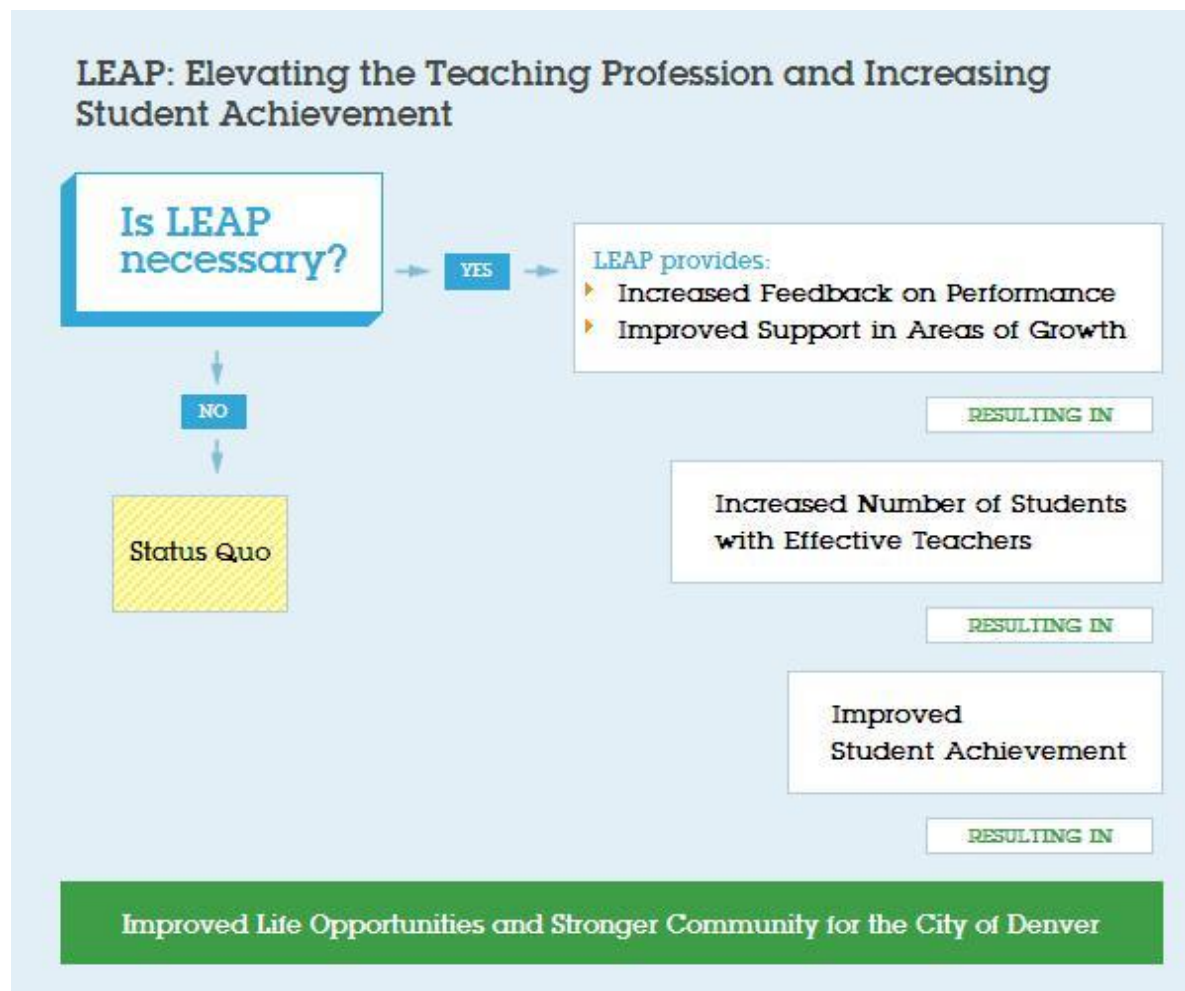 LEAP: Elevating the Teaching Profession and Increasing
Student Achievement
Is LEAP
necessary?
YES
LEAP provides:
Increased Feedback on Performance
Improved Support in Areas of Growth
NO
RESULTING IN
Status Quo
Increased Number of Students
with Effective Teachers
RESULTING IN
Improved
Student Achievement
RESULTING IN
Improved Life Opportunities and Stronger Community for the City of Denver